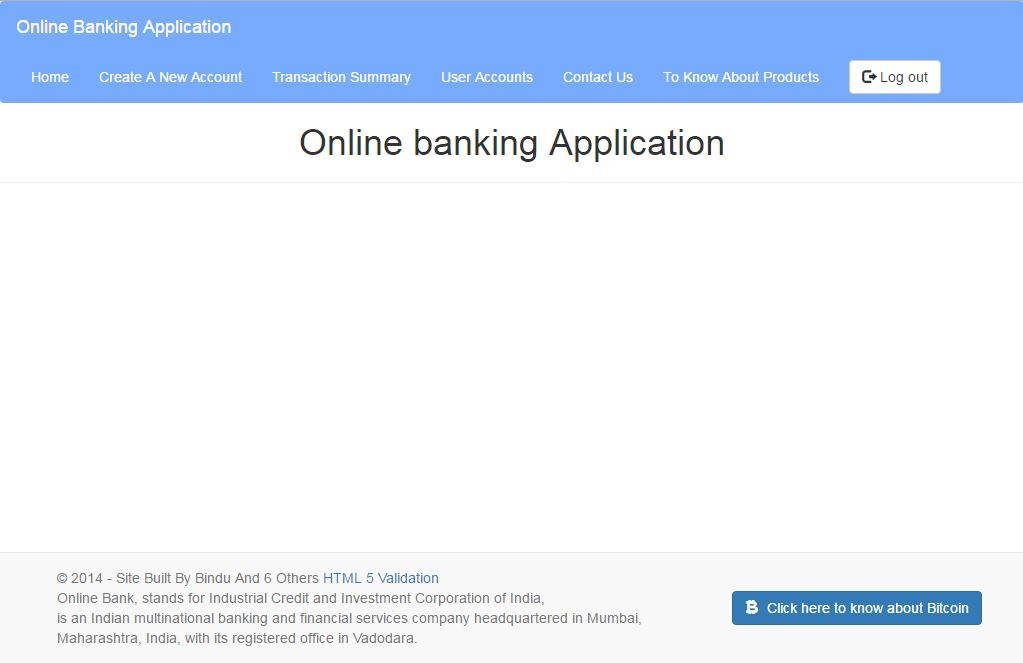 Online Banking Application
Home Create A New Account Transaction Summary User Accounts Contact Us To Know About Products Log out
Online banking Application
© 2014 - Site Built By Bindu And 6 Others HTML 5 Validation
Online Bank, stands for Industrial Credit and Investment Corporation of India,
is an Indian multinational banking and financial services company headquartered in Mumbai,
Maharashtra, India, with its registered office in Vadodara.
Click here to know about Bitcoin